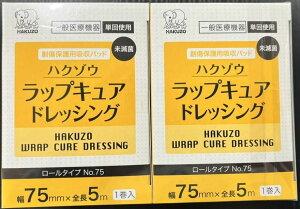 HAKUZO
一般医療機器
単回使用
創傷保護用吸収パッド
未滅菌
ハクゾウ
ラップキュア
ドレッシング
HAKUZO
WRAP CURE DRESSING
ロールタイプ No.75
幅75mm×全長5m
1巻入
HAKUZO
一般医療機器
単回使用
創傷保護用吸収パッド
未滅菌
ハクゾウ
ラップキュア
ドレッシング
HAKUZO
WRAP CURE DRESSING
ロールタイプ No.75
幅75mm×全長5m
1巻入